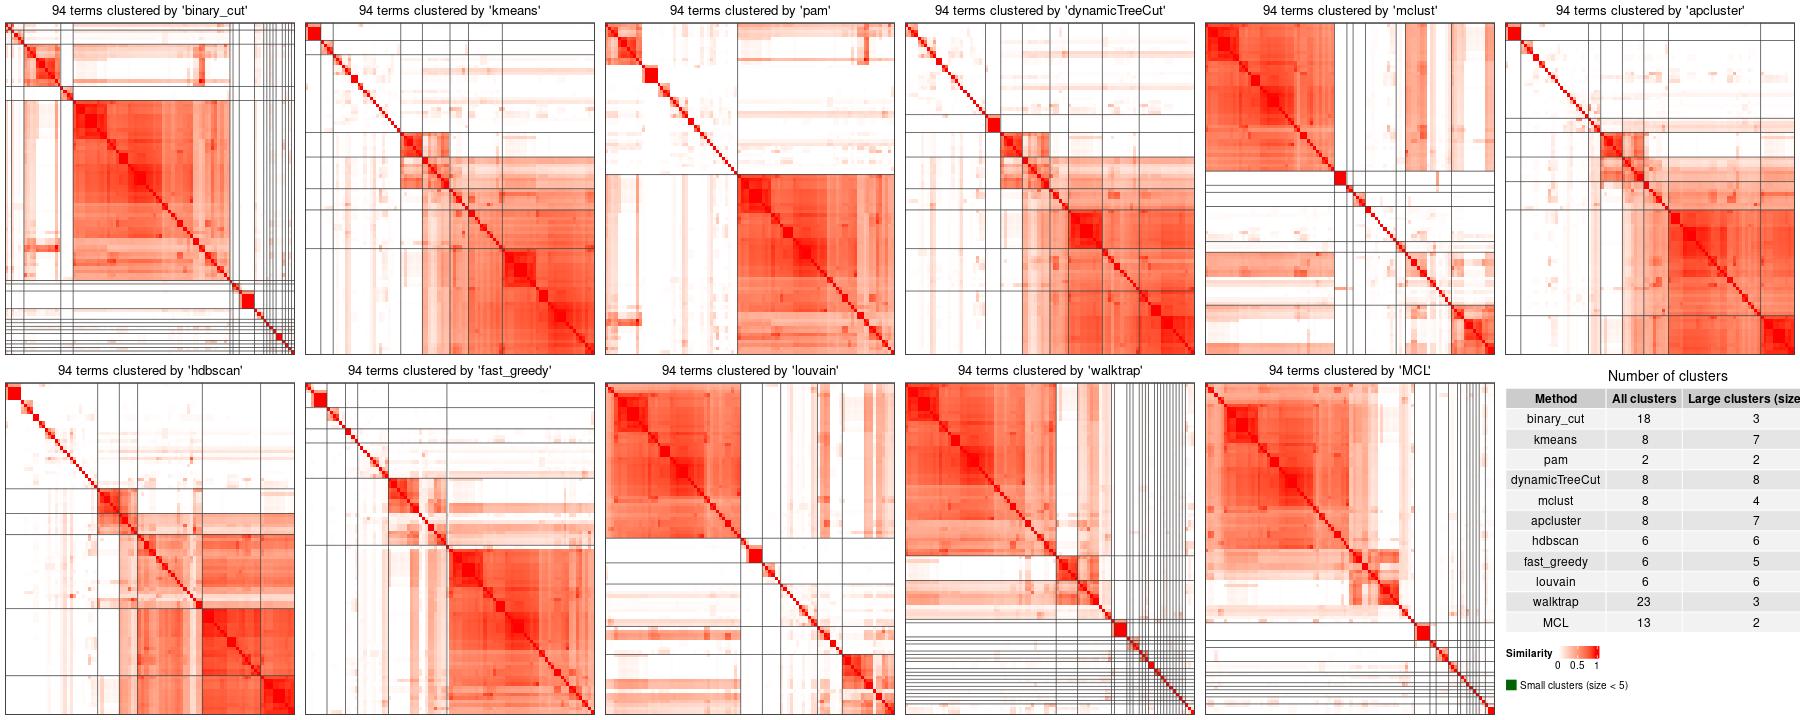 94 terms clustered by 'binary_cut'
94 terms clustered by 'kmeans'
94 terms clustered by 'pam'
94 terms clustered by 'dynamicTreeCut'
94 terms clustered by 'mclust'
94 terms clustered by 'apcluster'
94 terms clustered by 'hdbscan'
94 terms clustered by 'fast_greedy'
94 terms clustered by 'louvain'
94 terms clustered by 'walktrap'
94 terms clustered by 'MCL'
Number of clusters
Method All clusters Large clusters (size
binary_cut 18 3
kmeans 8 7
pam 2 2
dynamicTreeCut 8 8
mclust 8 4
apcluster 8 7
hdbscan 6 6
fast_greedy 6 5
louvain 6 6
walktrap 23 3
MCL 13 2
Similarity
0 0.5 1
Small clusters (size < 5)